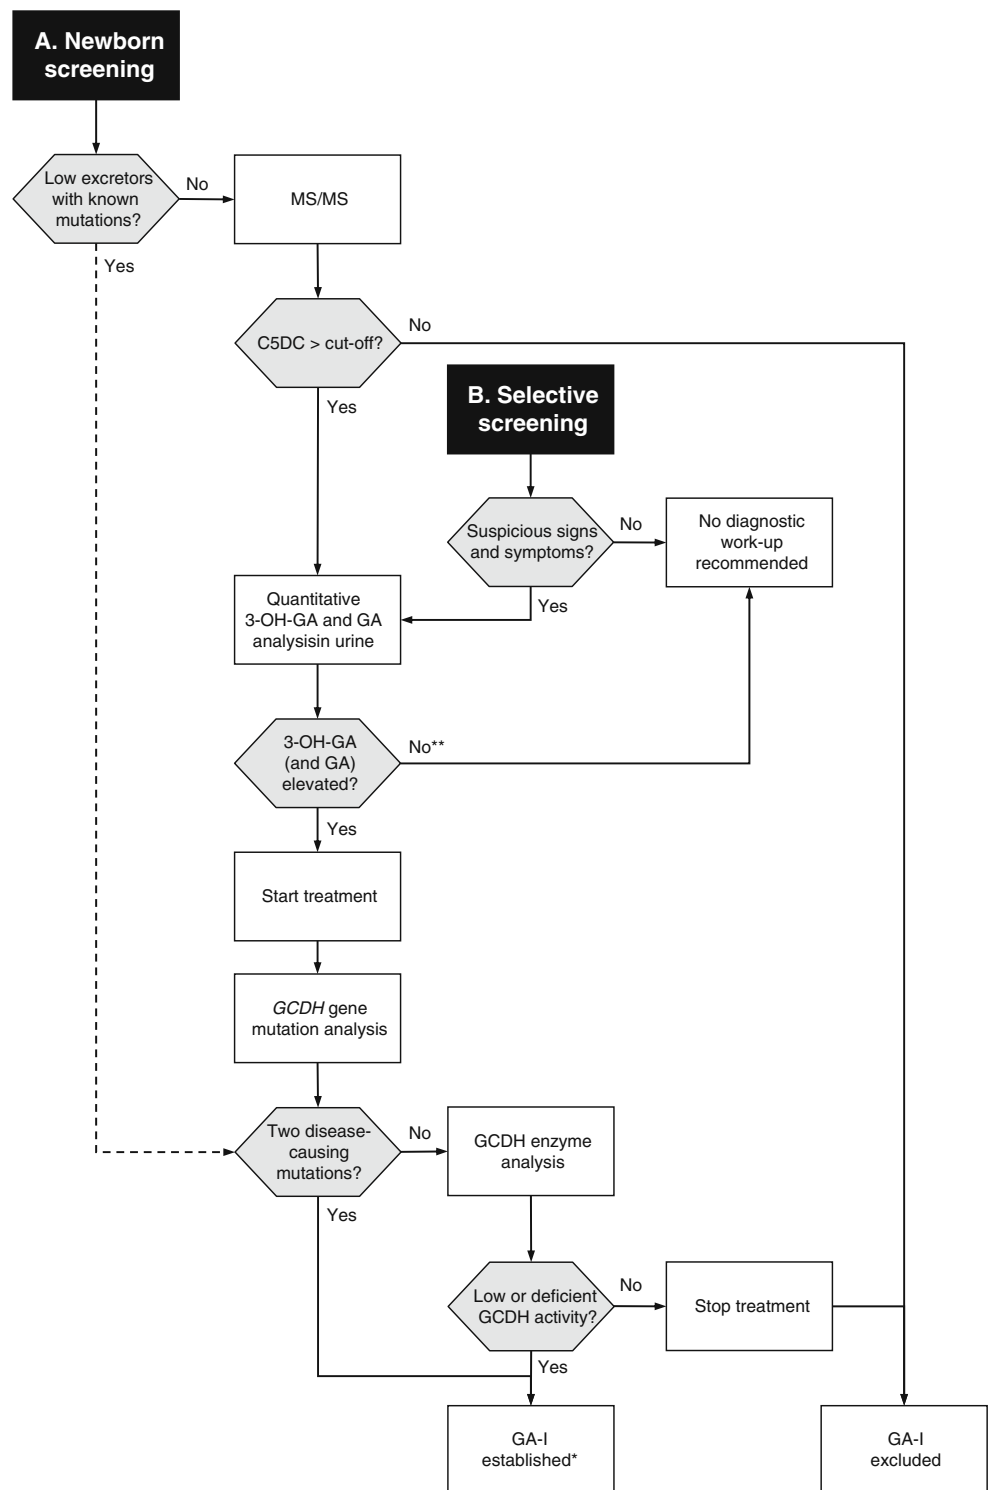 A. Newborn
screening
Low excretors
with known
mutations?
No
MS/MS
Yes
C5DC > cut-off?
No
Yes
B. Selective
screening
Suspicious signs
and symptoms?
No
No diagnostic
work-up
recommended
Yes
Quantitative
3-OH-GA and GA
analysisin urine
3-OH-GA
(and GA)
elevated?
No**
Yes
Start treatment
GCDH gene
mutation analysis
Two disease-
causing
mutations?
No
GCDH enzyme
analysis
Yes
Low or deficient
GCDH activity?
No
Stop treatment
Yes
GA-I
established*
GA-I
excluded